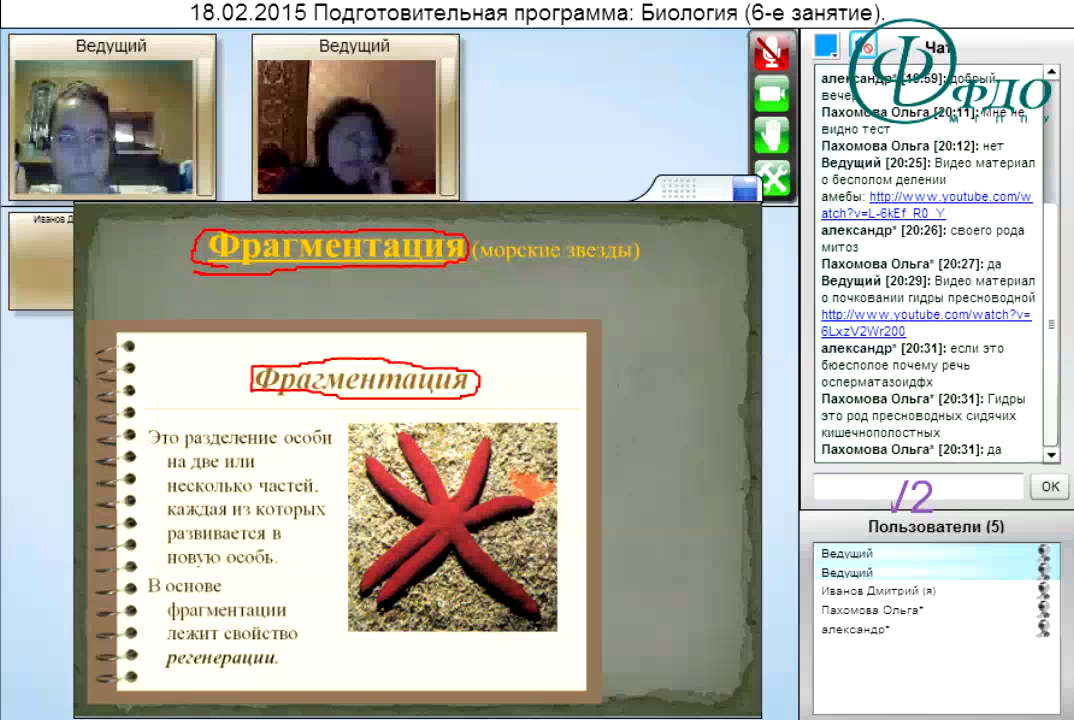 18.02.2015 Подготовительная программа: Биология (6-е занятие).
Ведущий
Ведущий
Иванов Д
Фрагментация (морские звезды)
Фрагментация
Это разделение особи
на две или
несколько частей.
каждая из которых
развивается в
новую особь.
В основе
фрагментации
лежит свойство
регенерации.
Чат
ФДО
МГППУ
александр* [19:59]: добрый
вечер
Пахомова Ольга [20:11]: мне не
видно тест
Пахомова Ольга [20:12]: нет
Ведущий [20:25]: Видео материал
о бесполом делении
амебы: http://www.youtube.com/w
atch?v=L-6kEf_R0_Y
александр* [20:26]: своего рода
митоз
Пахомова Ольга* [20:27]: да
Ведущий [20:29]: Видео материал
о почковании гидры пресноводной
http://www.youtube.com/watch?v=
6LxzV2Wr200
александр* [20:31]: если это
бюесполое почему речь
осперматазоидфх
Пахомова Ольга* [20:31]: Гидры
это род пресноводных сидячих
кишечнополостных
Пахомова Ольга* [20:31]: да
OK
/2
Пользователи (5)
Ведущий
Ведущий
Иванов Дмитрий (я)
Пахомова Ольга*
александр*